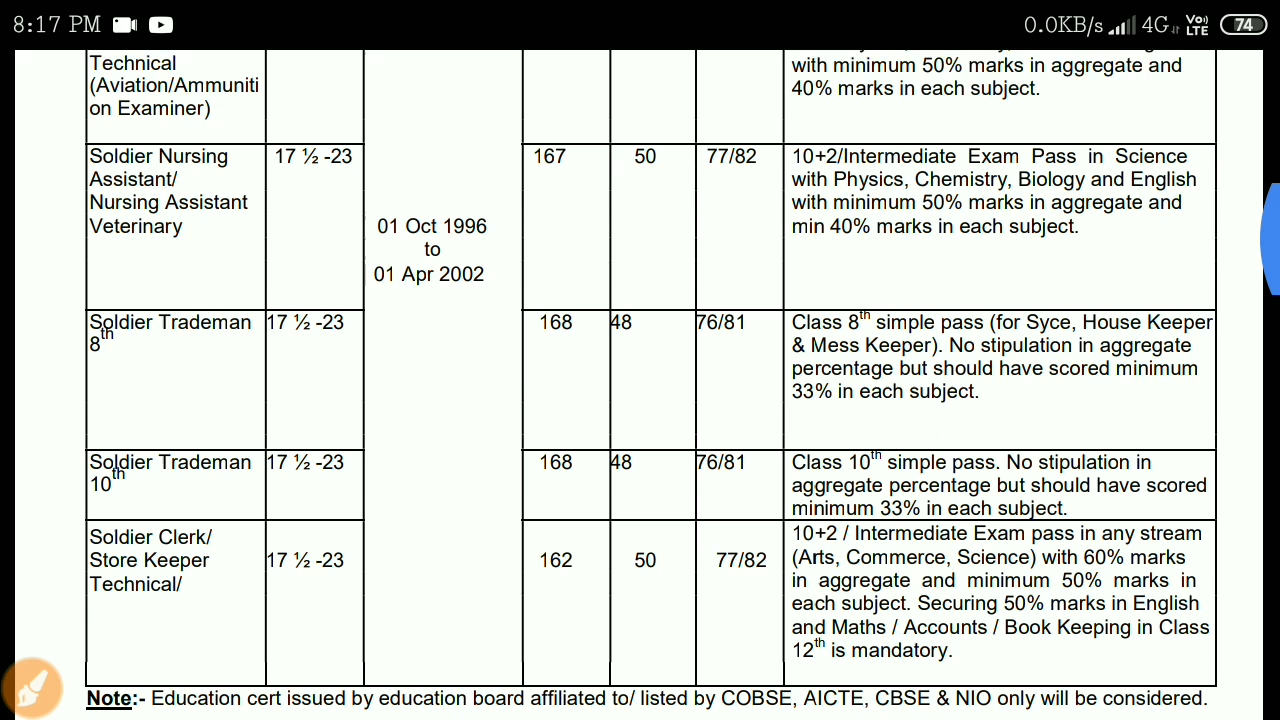 8:17 PM
0.0KB/s 4G VoLTE 74
Technical
(Aviation/Ammuniti
on Examiner)
with minimum 50% marks in aggregate and
40% marks in each subject.
Soldier Nursing
Assistant/
Nursing Assistant
Veterinary
17 ½ -23
01 Oct 1996
to
01 Apr 2002
167
50
77/82
10+2/Intermediate Exam Pass in Science
with Physics, Chemistry, Biology and English
with minimum 50% marks in aggregate and
min 40% marks in each subject.
Soldier Trademan
8th
17 ½ -23
168
48
76/81
Class 8th simple pass (for Syce, House Keeper
& Mess Keeper). No stipulation in aggregate
percentage but should have scored minimum
33% in each subject.
Soldier Trademan
10th
17 ½ -23
168
48
76/81
Class 10th simple pass. No stipulation in
aggregate percentage but should have scored
minimum 33% in each subject.
Soldier Clerk/
Store Keeper
Technical/
17 ½ -23
162
50
77/82
10+2 / Intermediate Exam pass in any stream
(Arts, Commerce, Science) with 60% marks
in aggregate and minimum 50% marks in
each subject. Securing 50% marks in English
and Maths / Accounts / Book Keeping in Class
12th is mandatory.
Note:- Education cert issued by education board affiliated to/ listed by COBSE, AICTE, CBSE & NIO only will be considered.